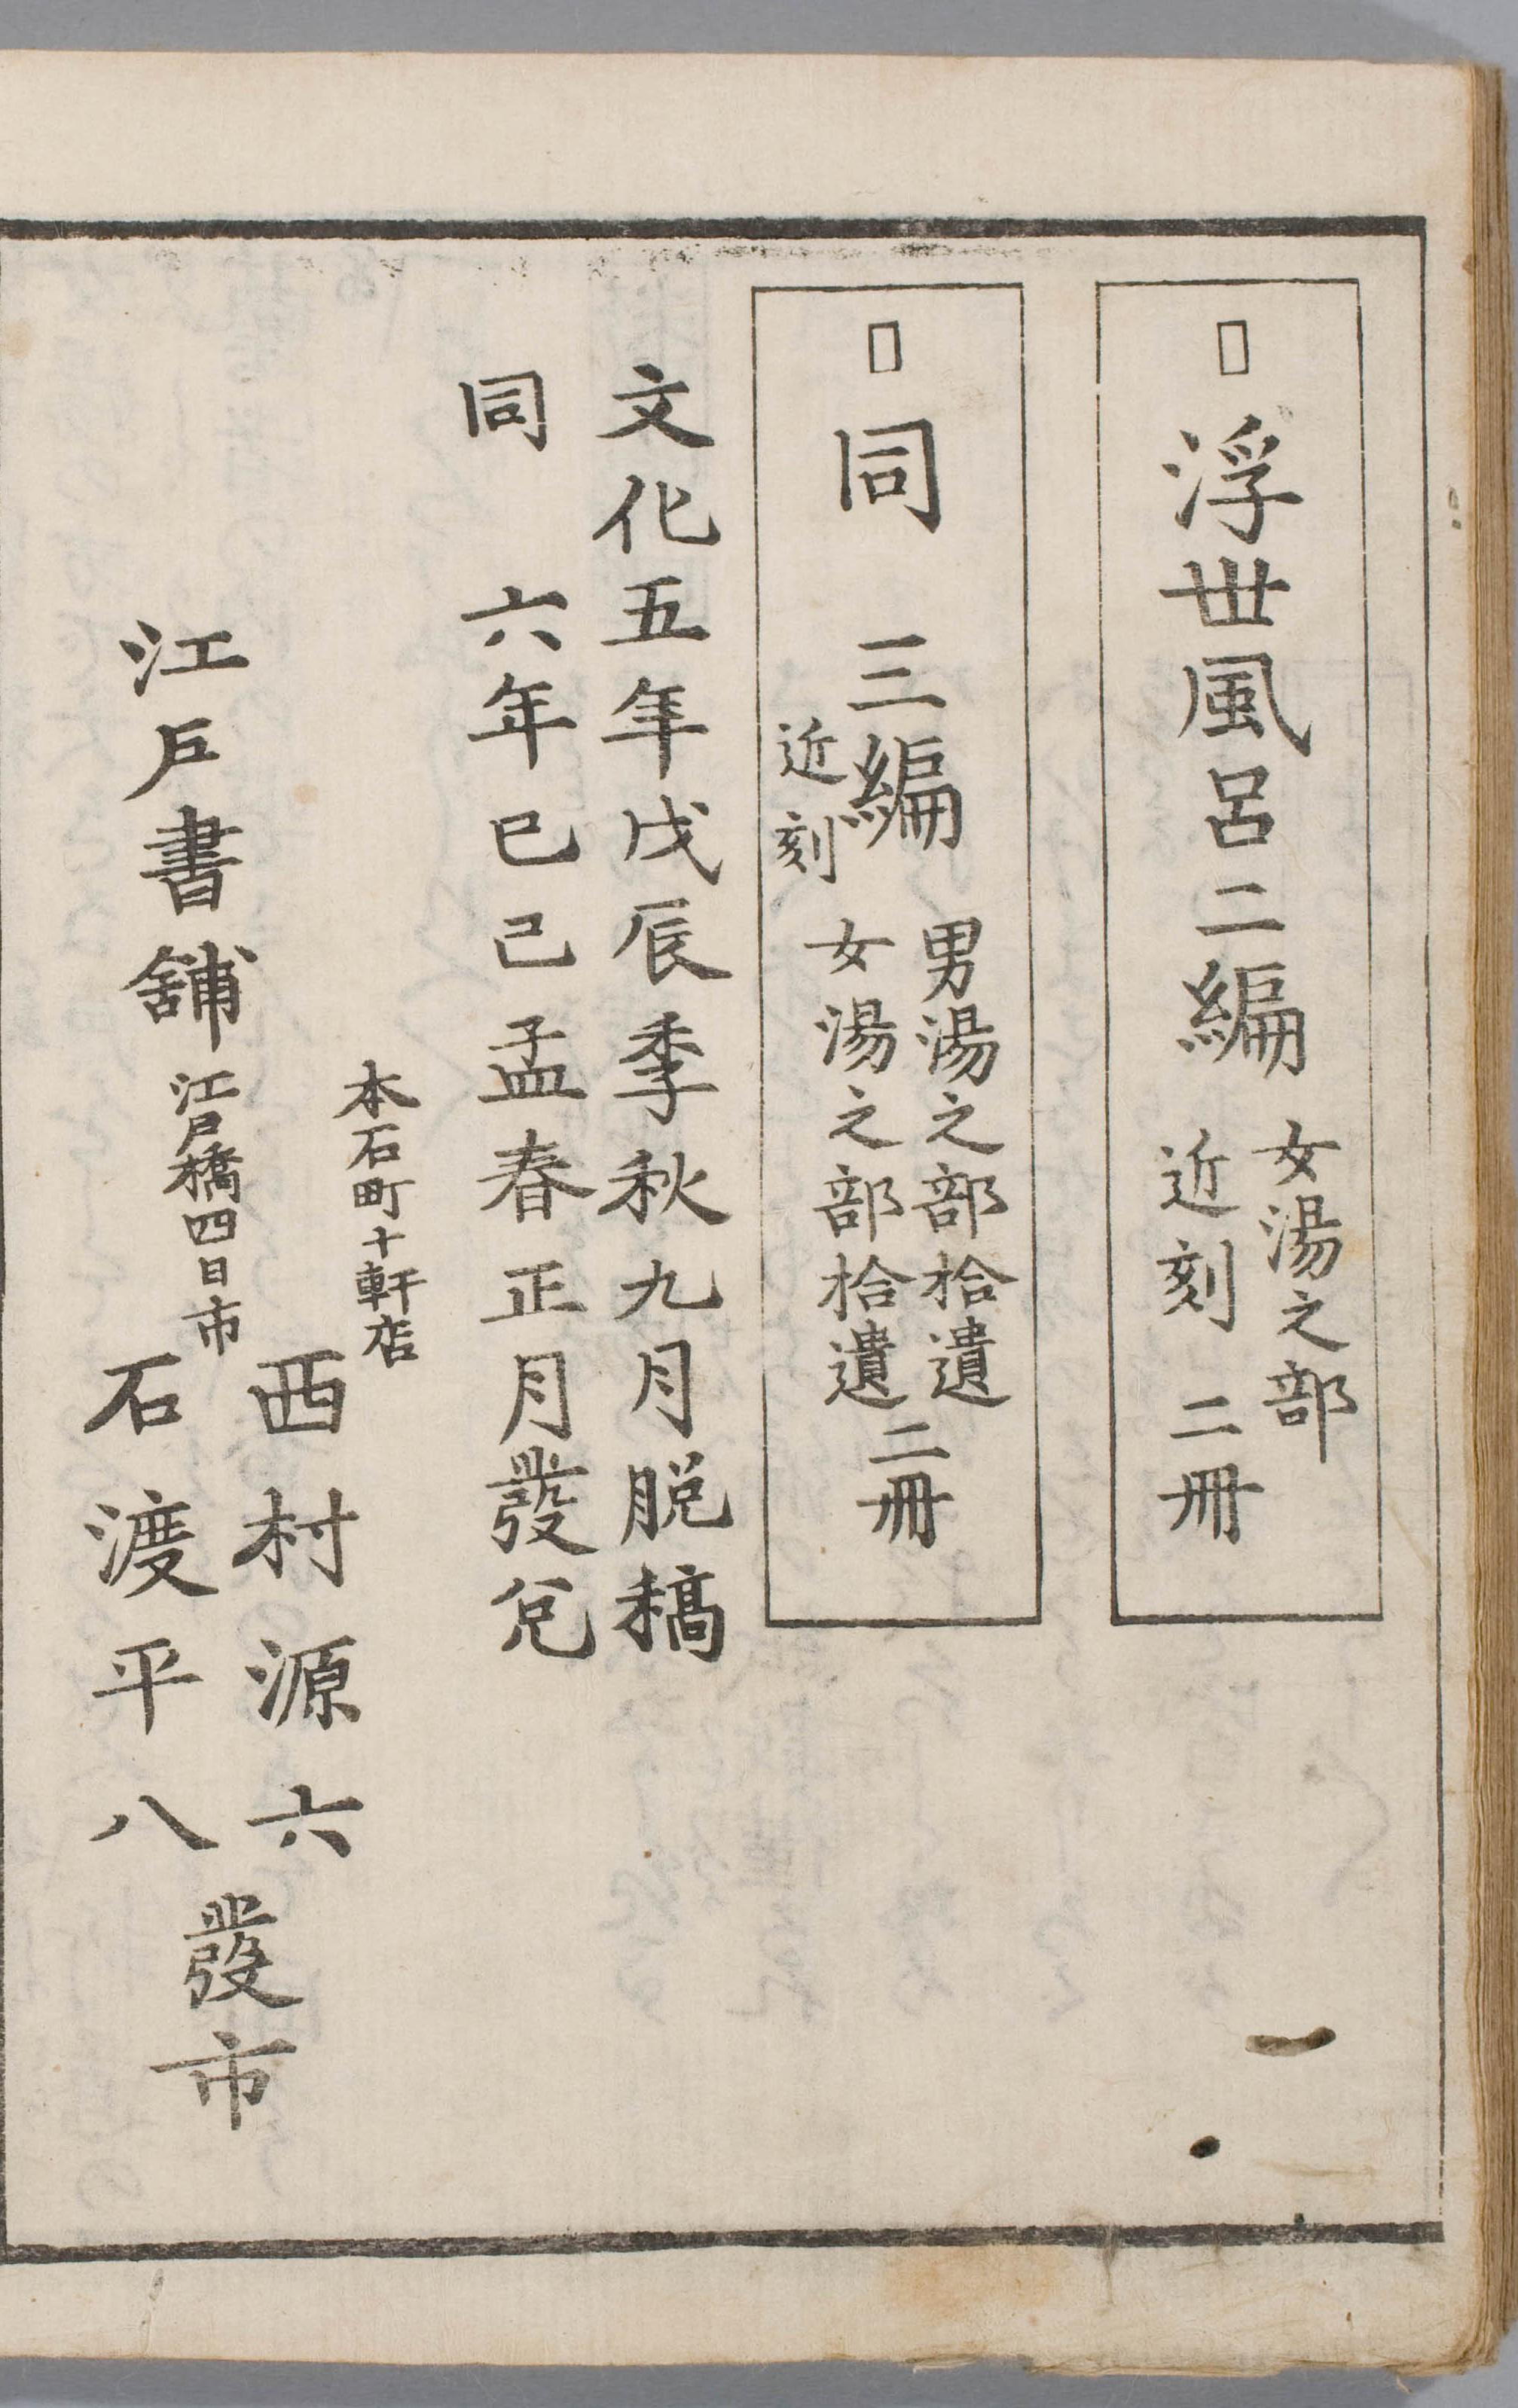 浮世風呂二編
女湯之部
近刻 二冊
同 三編
近刻
男湯之部拾遺
女湯之部拾遺
二冊
文化五年戊辰季秋九月脱稿
同 六年巳己孟春正月發兌
江戸書舗
本石町十軒店
西村源六
江戸橋四日市
石渡平八
發市